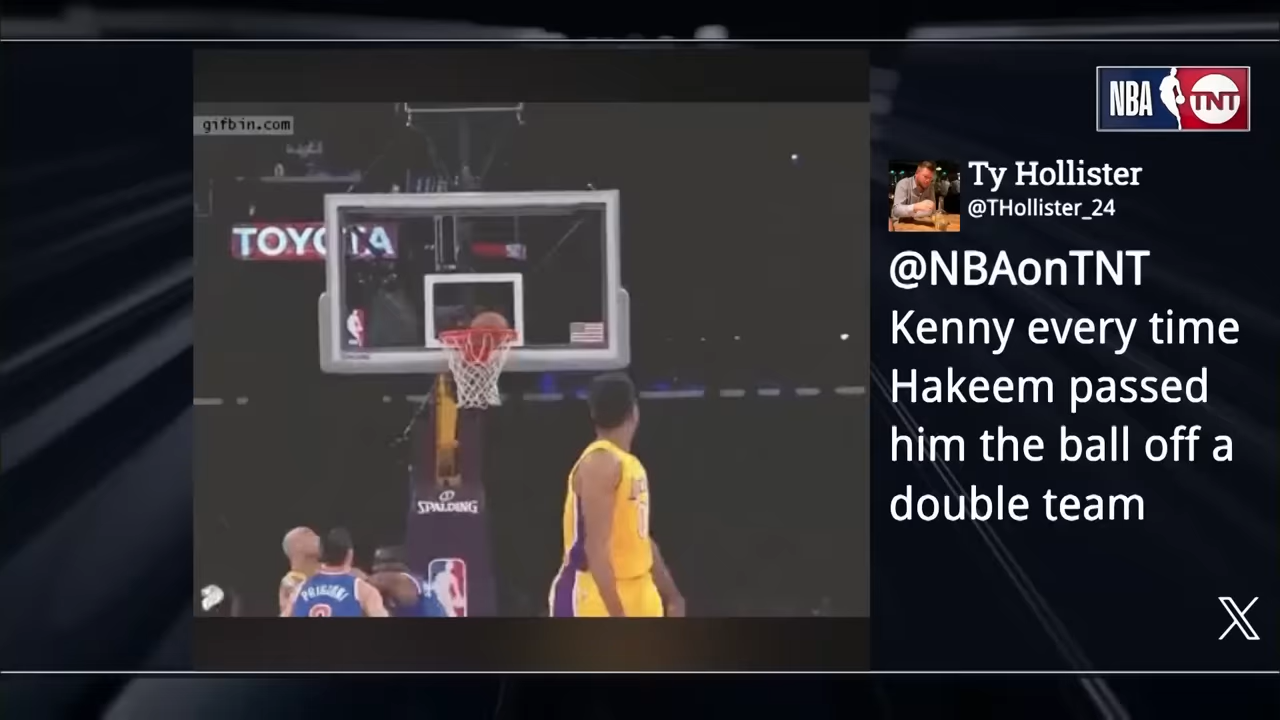 gifbin.com
TOYOTA
SPALDING
PRIGIONI
NBA TNT
Ty Hollister
@THollister_24
@NBAonTNT
Kenny every time
Hakeem passed
him the ball off a
double team